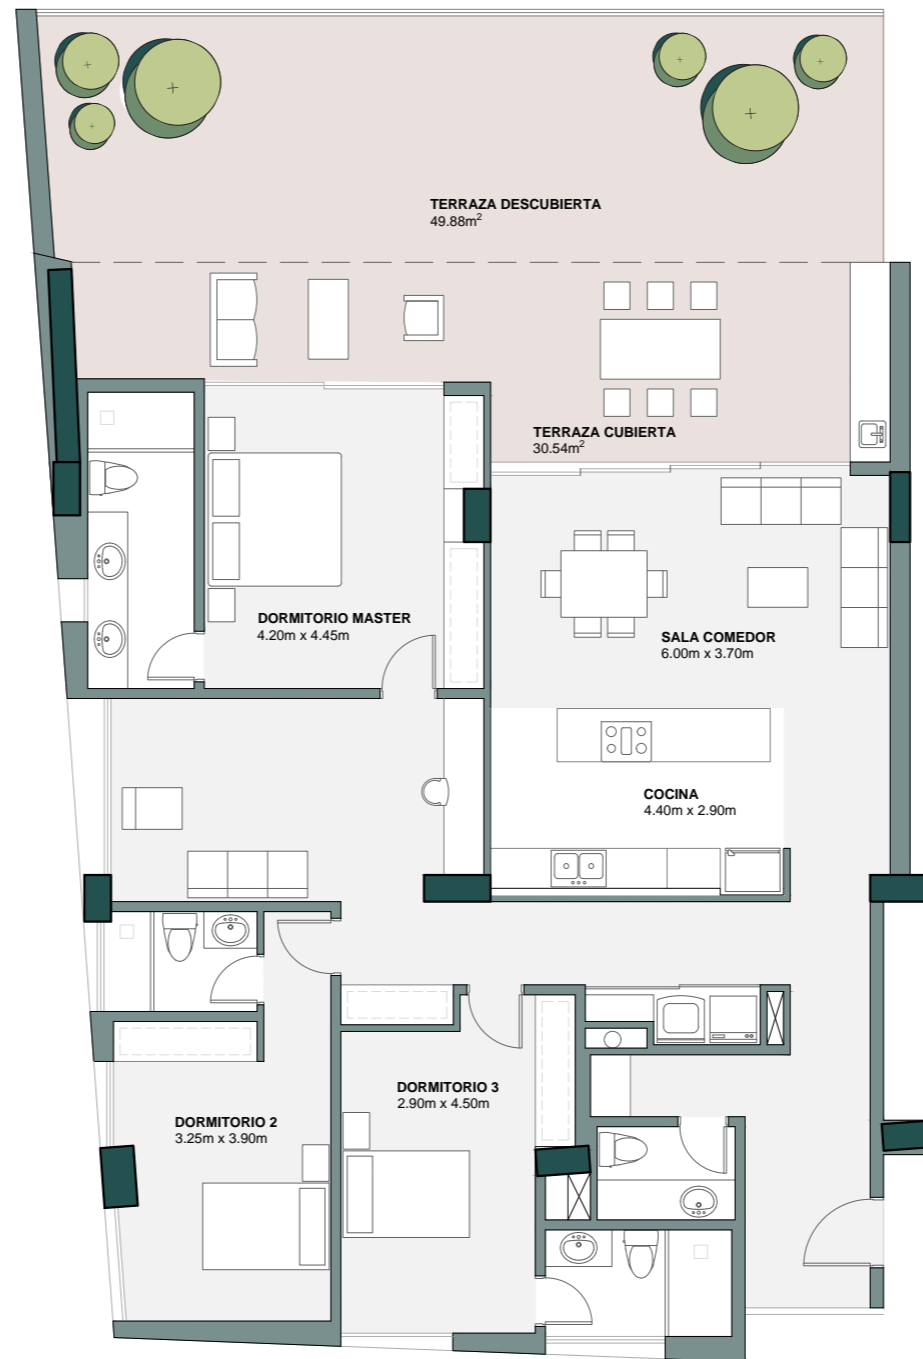 TERRAZA DESCUBIERTA
49.88m²
TERRAZA CUBIERTA
30.54m²
DORMITORIO MASTER
4.20m x 4.45m
SALA COMEDOR
6.00m x 3.70m
COCINA
4.40m x 2.90m
DORMITORIO 3
2.90m x 4.50m
DORMITORIO 2
3.25m x 3.90m